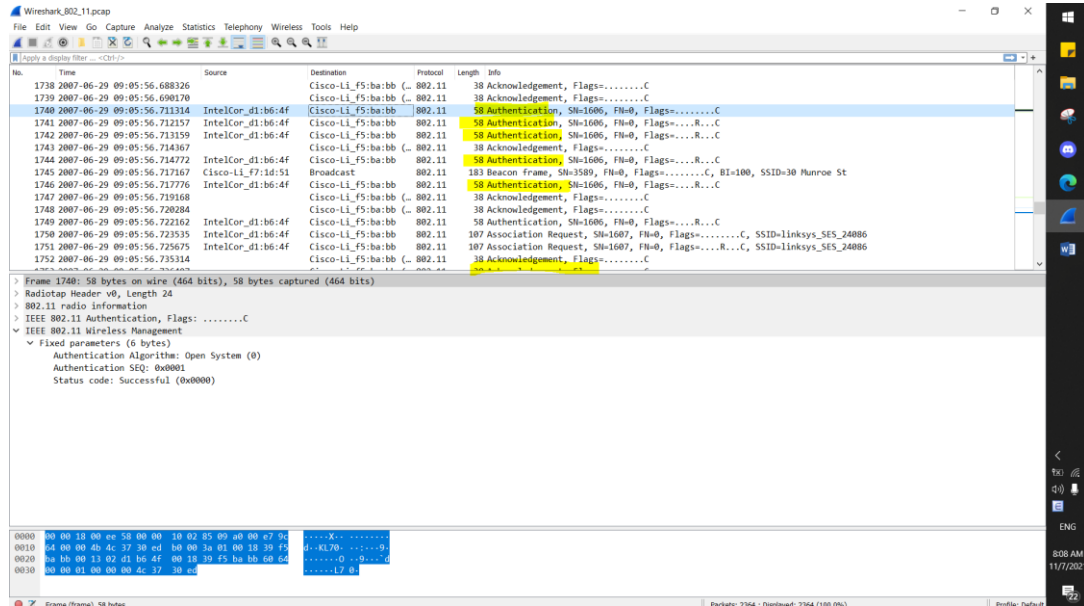 Wireshark_802_11.pcap
File Edit View Go Capture Analyze Statistics Telephony Wireless Tools Help
Apply a display filter ... <Ctrl-/>
No. Time Source Destination Protocol Length Info
1738 2007-06-29 09:05:56.688326 Cisco-Li_f5:ba:bb (… 802.11 38 Acknowledgement, Flags=........C
1739 2007-06-29 09:05:56.690170 Cisco-Li_f5:ba:bb (… 802.11 38 Acknowledgement, Flags=........C
1740 2007-06-29 09:05:56.711314 IntelCor_d1:b6:4f Cisco-Li_f5:ba:bb 802.11 58 Authentication, SN=1606, FN=0, Flags=........C
1741 2007-06-29 09:05:56.712157 IntelCor_d1:b6:4f Cisco-Li_f5:ba:bb 802.11 58 Authentication, SN=1606, FN=0, Flags=....R...C
1742 2007-06-29 09:05:56.713159 IntelCor_d1:b6:4f Cisco-Li_f5:ba:bb 802.11 58 Authentication, SN=1606, FN=0, Flags=....R...C
1743 2007-06-29 09:05:56.714367 Cisco-Li_f5:ba:bb (… 802.11 38 Acknowledgement, Flags=........C
1744 2007-06-29 09:05:56.714772 IntelCor_d1:b6:4f Cisco-Li_f5:ba:bb 802.11 58 Authentication, SN=1606, FN=0, Flags=....R...C
1745 2007-06-29 09:05:56.717167 Cisco-Li_f7:1d:51 Broadcast 802.11 183 Beacon frame, SN=3589, FN=0, Flags=........C, BI=100, SSID=30 Munroe St
1746 2007-06-29 09:05:56.717776 IntelCor_d1:b6:4f Cisco-Li_f5:ba:bb 802.11 58 Authentication, SN=1606, FN=0, Flags=....R...C
1747 2007-06-29 09:05:56.719168 Cisco-Li_f5:ba:bb (… 802.11 38 Acknowledgement, Flags=........C
1748 2007-06-29 09:05:56.720284 Cisco-Li_f5:ba:bb (… 802.11 38 Acknowledgement, Flags=........C
1749 2007-06-29 09:05:56.722162 IntelCor_d1:b6:4f Cisco-Li_f5:ba:bb 802.11 58 Authentication, SN=1606, FN=0, Flags=....R...C
1750 2007-06-29 09:05:56.723535 IntelCor_d1:b6:4f Cisco-Li_f5:ba:bb 802.11 107 Association Request, SN=1607, FN=0, Flags=........C, SSID=linksys_SES_24086
1751 2007-06-29 09:05:56.725675 IntelCor_d1:b6:4f Cisco-Li_f5:ba:bb 802.11 107 Association Request, SN=1607, FN=0, Flags=....R...C, SSID=linksys_SES_24086
1752 2007-06-29 09:05:56.735314 Cisco-Li_f5:ba:bb (… 802.11 38 Acknowledgement, Flags=........C
Frame 1740: 58 bytes on wire (464 bits), 58 bytes captured (464 bits)
Radiotap Header v0, Length 24
802.11 radio information
IEEE 802.11 Authentication, Flags: ........C
IEEE 802.11 Wireless Management
Fixed parameters (6 bytes)
Authentication Algorithm: Open System (0)
Authentication SEQ: 0x0001
Status code: Successful (0x0000)
0000 00 00 18 00 ee 58 00 00 10 02 85 09 a0 00 e7 9c ·····X·· ········
0010 64 00 00 4b 4c 37 30 ed b0 00 3a 01 00 18 39 f5 d··KL70· ··:···9·
0020 ba bb 00 13 02 d1 b6 4f 00 18 39 f5 ba bb 60 64 ·······O ··9···`d
0030 00 00 01 00 00 00 4c 37 30 ed ······L7 0·
Frame (frame), 58 bytes
Packets: 2364 · Displayed: 2364 (100.0%)
Profile: Default
ENG
8:08 AM
11/7/202
22